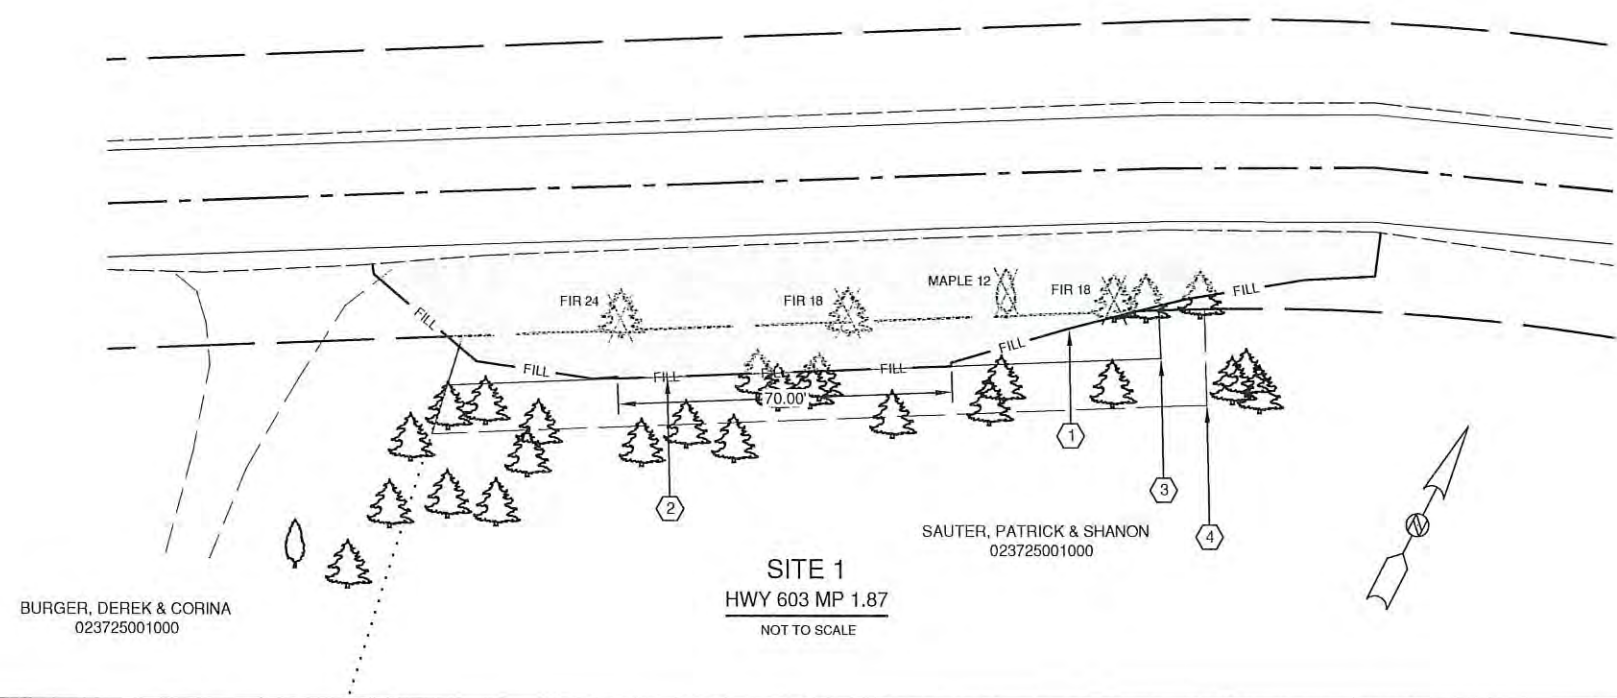 FIR 24
FIR 18
MAPLE 12
FIR 18
FILL
FILL
FILL
FILL
FILL
FILL
FILL
70.00'
1
2
3
4
N
SAUTER, PATRICK & SHANON
023725001000
SITE 1
HWY 603 MP 1.87
NOT TO SCALE
BURGER, DEREK & CORINA
023725001000